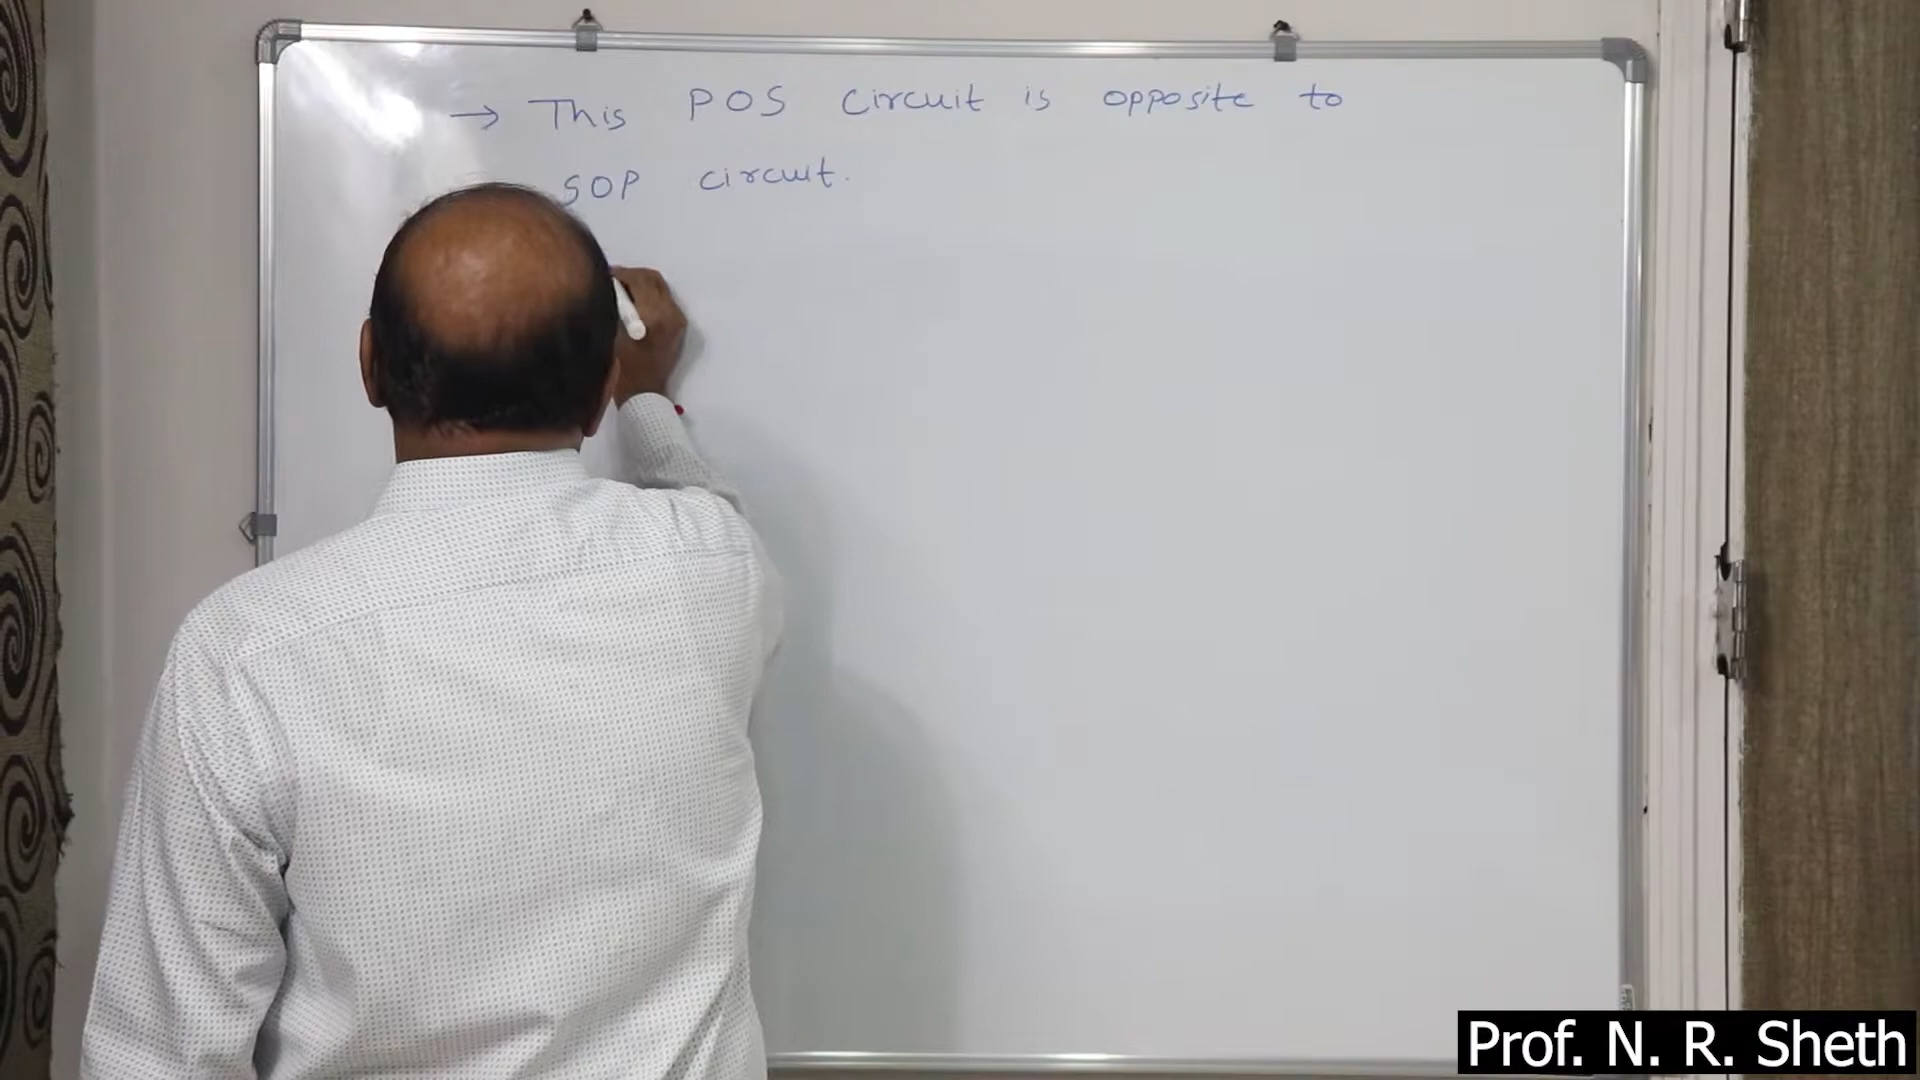 → This POS Circuit is opposite to
SOP circuit.
Prof. N. R. Sheth